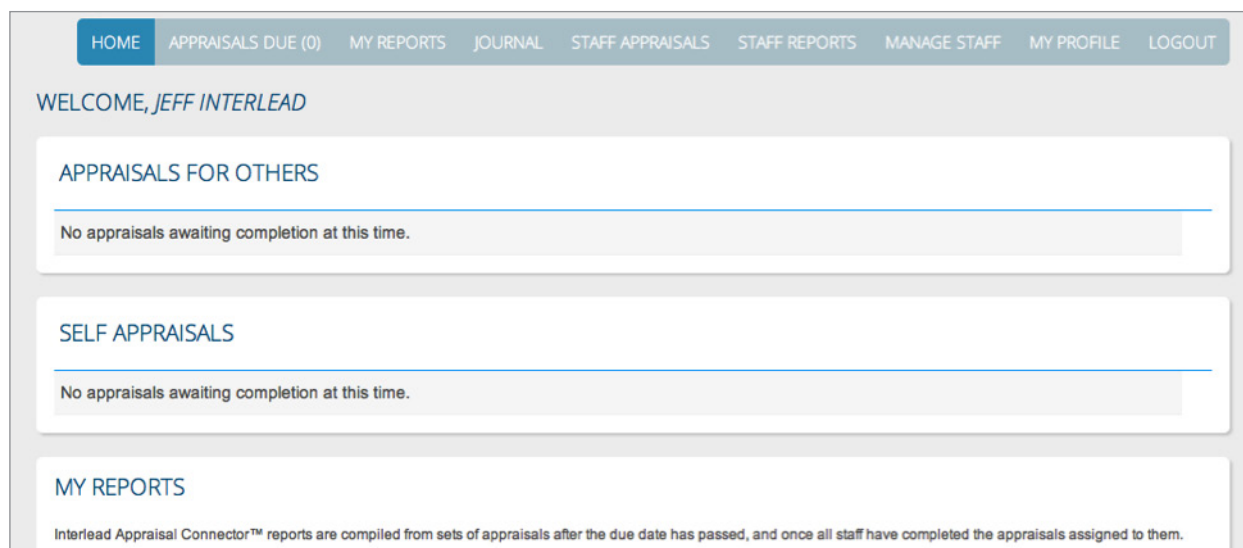 HOME APPRAISALS DUE (0) MY REPORTS JOURNAL STAFF APPRAISALS STAFF REPORTS MANAGE STAFF MY PROFILE LOGOUT
WELCOME, JEFF INTERLEAD
APPRAISALS FOR OTHERS
No appraisals awaiting completion at this time.
SELF APPRAISALS
No appraisals awaiting completion at this time.
MY REPORTS
Interlead Appraisal Connector™ reports are compiled from sets of appraisals after the due date has passed, and once all staff have completed the appraisals assigned to them.